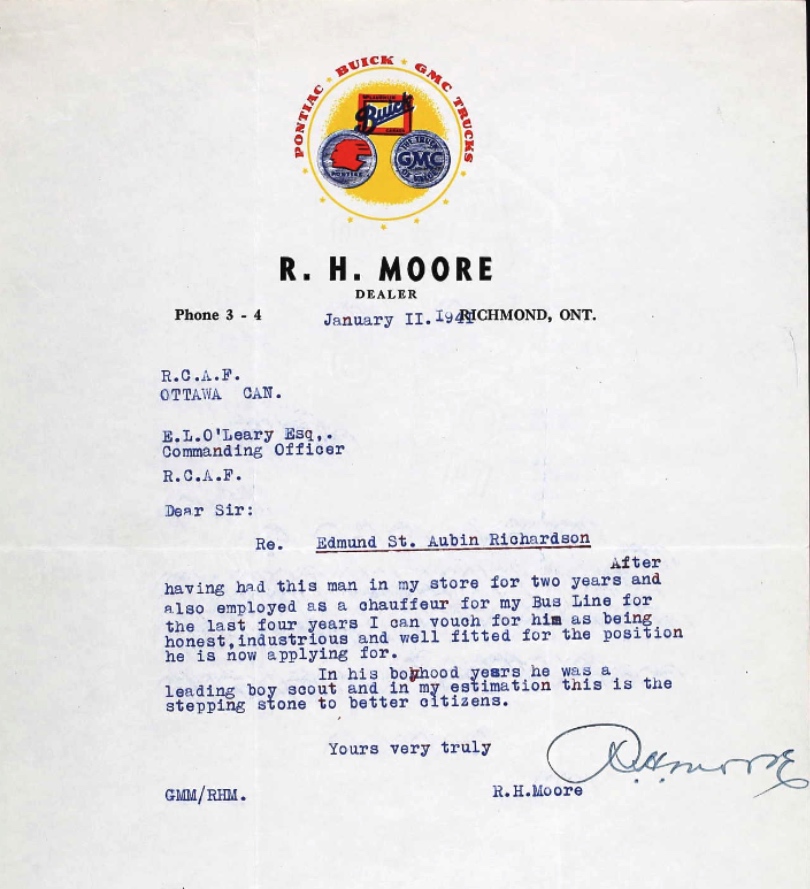 PONTIAC * BUICK * GMC TRUCKS
Buick
PONTIAC
GMC
R. H. MOORE
DEALER
Phone 3 - 4
January II. 1941
RICHMOND, ONT.
R.C.A.F.
OTTAWA CAN.
E.L.O'Leary Esq,.
Commanding Officer
R.C.A.F.
Dear Sir:
Re. Edmund St. Aubin Richardson
After
having had this man in my store for two years and
also employed as a chauffeur for my Bus Line for
the last four years I can vouch for him as being
honest,industrious and well fitted for the position
he is now applying for.
In his boyhood years he was a
leading boy scout and in my estimation this is the
stepping stone to better citizens.
Yours very truly
R.H.Moore
GMM/RHM.
R.H.Moore